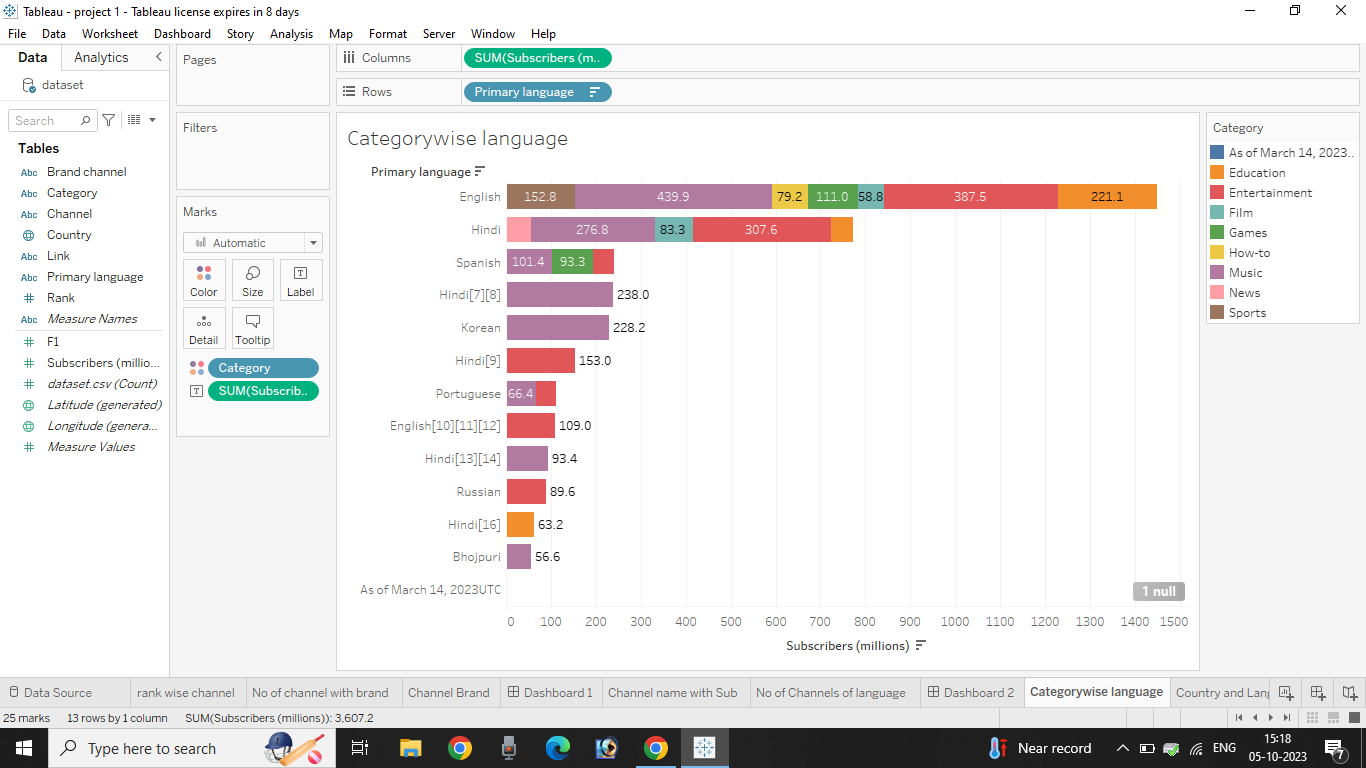 Tableau - project 1 - Tableau license expires in 8 days
File Data Worksheet Dashboard Story Analysis Map Format Server Window Help
Data Analytics
dataset
Search
Tables
Abc Brand channel
Abc Category
Abc Channel
Country
Abc Link
Abc Primary language
# Rank
Abc Measure Names
# F1
# Subscribers (millio...
# dataset.csv (Count)
Latitude (generated)
Longitude (genera...
# Measure Values
Pages
Filters
Marks
Automatic
Color Size Label
Detail Tooltip
Category
SUM(Subscrib..
Columns SUM(Subscribers (m..
Rows Primary language
Categorywise language
Primary language
English 152.8 439.9 79.2 111.0 58.8 387.5 221.1
Hindi 276.8 83.3 307.6
Spanish 101.4 93.3
Hindi[7][8] 238.0
Korean 228.2
Hindi[9] 153.0
Portuguese 66.4
English[10][11][12] 109.0
Hindi[13][14] 93.4
Russian 89.6
Hindi[16] 63.2
Bhojpuri 56.6
As of March 14, 2023UTC 1 null
0 100 200 300 400 500 600 700 800 900 1000 1100 1200 1300 1400 1500
Subscribers (millions)
Category
As of March 14, 2023..
Education
Entertainment
Film
Games
How-to
Music
News
Sports
Data Source rank wise channel No of channel with brand Channel Brand Dashboard 1 Channel name with Sub No of Channels of language Dashboard 2 Categorywise language Country and Lang
25 marks 13 rows by 1 column SUM(Subscribers (millions)): 3,607.2
Type here to search Near record ENG 15:18
05-10-2023 7